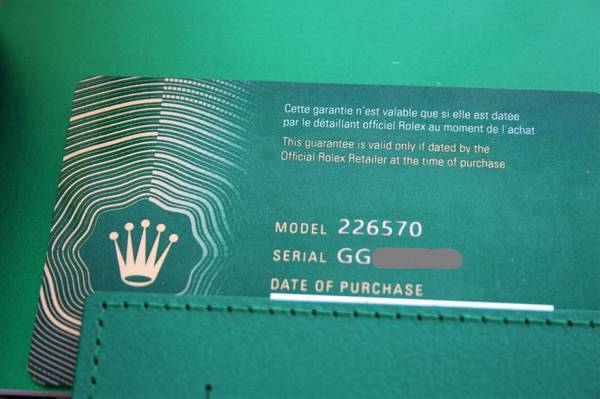 Cette garantie n'est valable que si elle est datée
par le détaillant officiel Rolex au moment de l'achat
This guarantee is valid only if dated by the
Official Rolex Retailer at the time of purchase
MODEL 226570
SERIAL GG
DATE OF PURCHASE